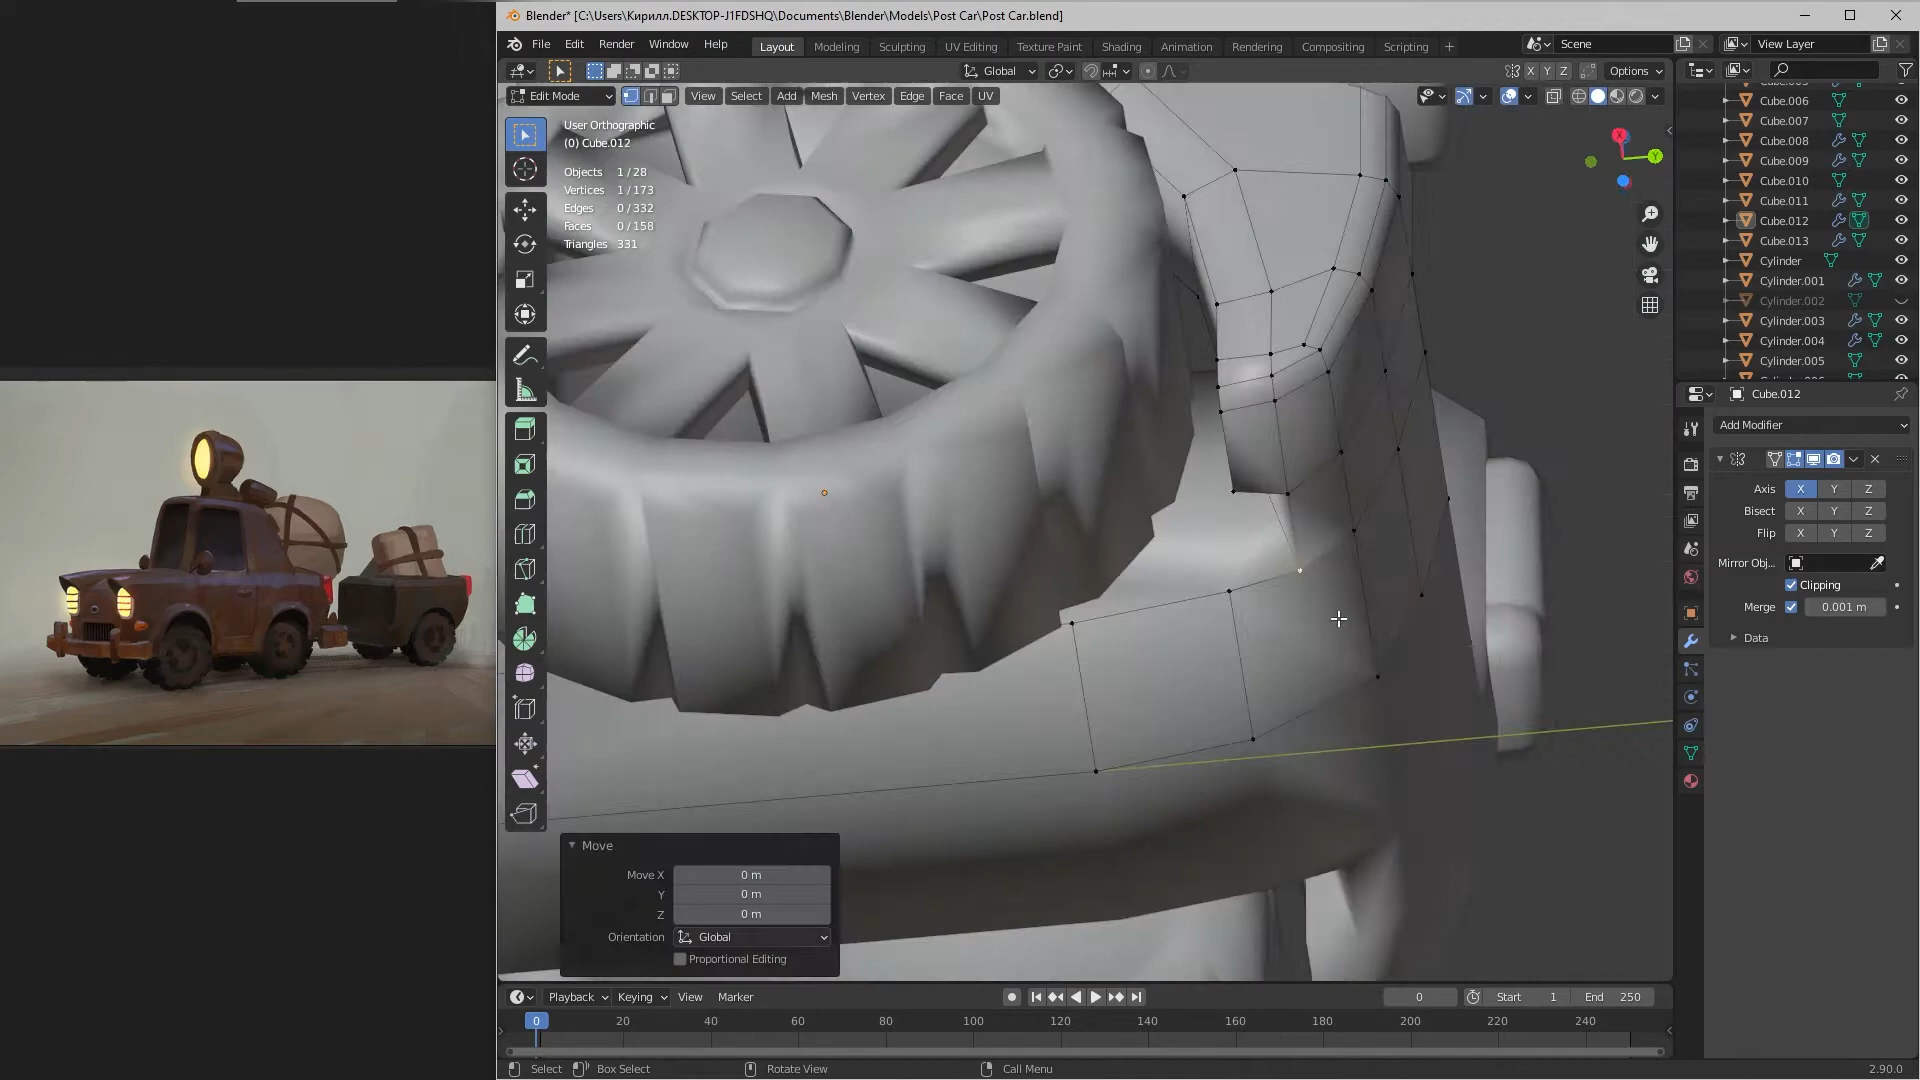 Blender* [C:\Users\Кирилл.DESKTOP-J1FDSHQ\Documents\Blender\Models\Post Car\Post Car.blend]
File Edit Render Window Help Layout Modeling Sculpting UV Editing Texture Paint Shading Animation Rendering Compositing Scripting + Scene View Layer
Global X Y Z Options
Edit Mode View Select Add Mesh Vertex Edge Face UV
User Orthographic
(0) Cube.012
Objects 1 / 28
Vertices 1 / 173
Edges 0 / 332
Faces 0 / 158
Triangles 331
X
Y
Cube.006
Cube.007
Cube.008
Cube.009
Cube.010
Cube.011
Cube.012
Cube.013
Cylinder
Cylinder.001
Cylinder.002
Cylinder.003
Cylinder.004
Cylinder.005
Cube.012
Add Modifier
Axis X Y Z
Bisect X Y Z
Flip X Y Z
Mirror Obj...
Clipping
Merge 0.001 m
Data
Move
Move X 0 m
Y 0 m
Z 0 m
Orientation Global
Proportional Editing
Playback Keying View Marker 0 Start 1 End 250
0 20 40 60 80 100 120 140 160 180 200 220 240
Select Box Select Rotate View Call Menu 2.90.0